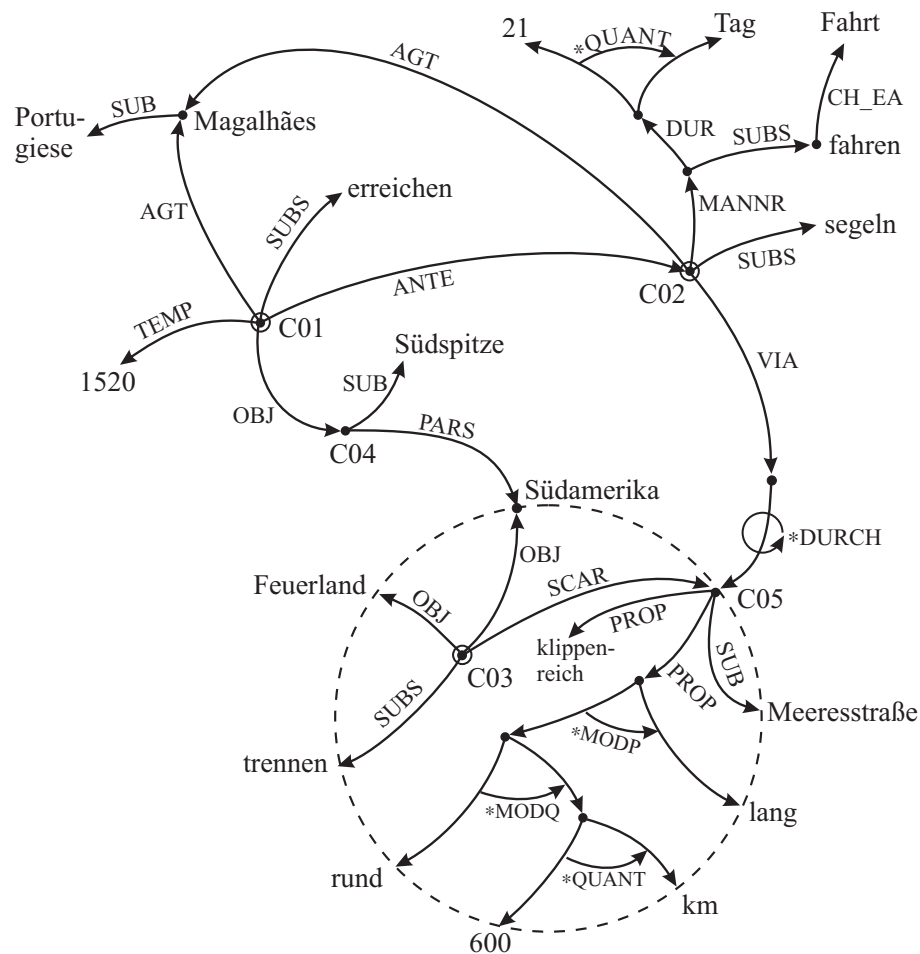 21
*QUANT
Tag
Fahrt
AGT
SUB
Portu-
giese
Magalhães
CH_EA
DUR
SUBS
fahren
AGT
SUBS
erreichen
MANNR
segeln
SUBS
ANTE
C02
TEMP
C01
1520
Südspitze
SUB
VIA
OBJ
PARS
C04
Südamerika
*DURCH
OBJ
Feuerland
OBJ
SCAR
C05
PROP
klippen-
reich
C03
SUBS
PROP
SUB
Meeresstraße
*MODP
trennen
*MODQ
lang
rund
*QUANT
km
600